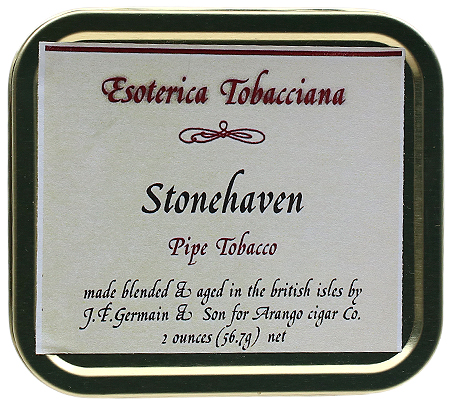 Esoterica Tobacciana
Stonehaven
Pipe Tobacco
made blended & aged in the british isles by
J.F.Germain & Son for Arango cigar Co.
2 ounces (56.7g) net